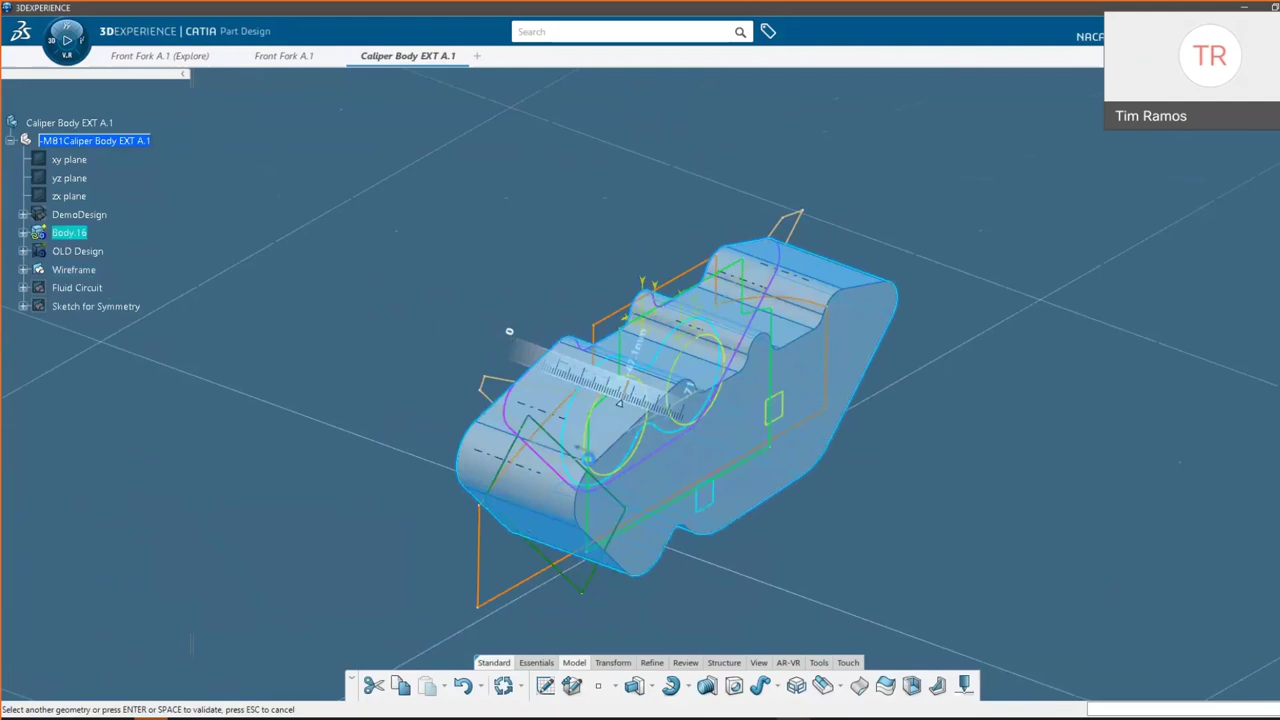 3DEXPERIENCE
3DEXPERIENCE | CATIA Part Design
Search
NACA
3D
V.R
Front Fork A.1 (Explore)
Front Fork A.1
Caliper Body EXT A.1
TR
Tim Ramos
Caliper Body EXT A.1
-M81Caliper Body EXT A.1
xy plane
yz plane
zx plane
DemoDesign
Body.16
OLD Design
Wireframe
Fluid Circuit
Sketch for Symmetry
0
Standard
Essentials
Model
Transform
Refine
Review
Structure
View
AR-VR
Tools
Touch
Select another geometry or press ENTER or SPACE to validate, press ESC to cancel